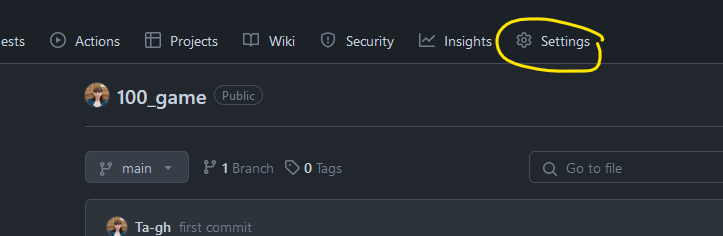 ests Actions Projects Wiki Security Insights Settings
100_game Public
main 1 Branch 0 Tags Go to file
Ta-gh first commit